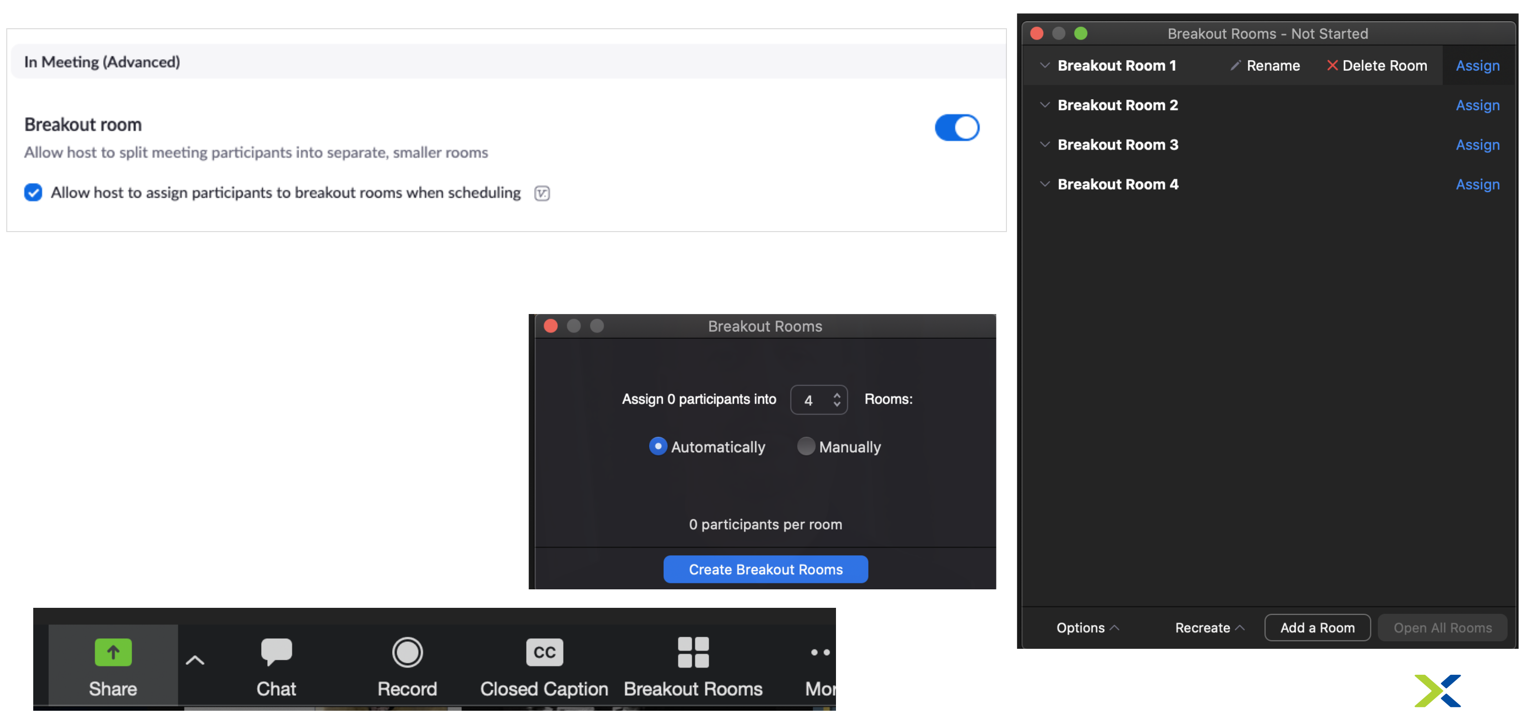 In Meeting (Advanced)
Breakout room
Allow host to split meeting participants into separate, smaller rooms
Allow host to assign participants to breakout rooms when scheduling
Breakout Rooms - Not Started
Breakout Room 1 Rename Delete Room Assign
Breakout Room 2 Assign
Breakout Room 3 Assign
Breakout Room 4 Assign
Options Recreate Add a Room Open All Rooms
Breakout Rooms
Assign 0 participants into 4 Rooms:
Automatically Manually
0 participants per room
Create Breakout Rooms
CC
Share Chat Record Closed Caption Breakout Rooms Mor